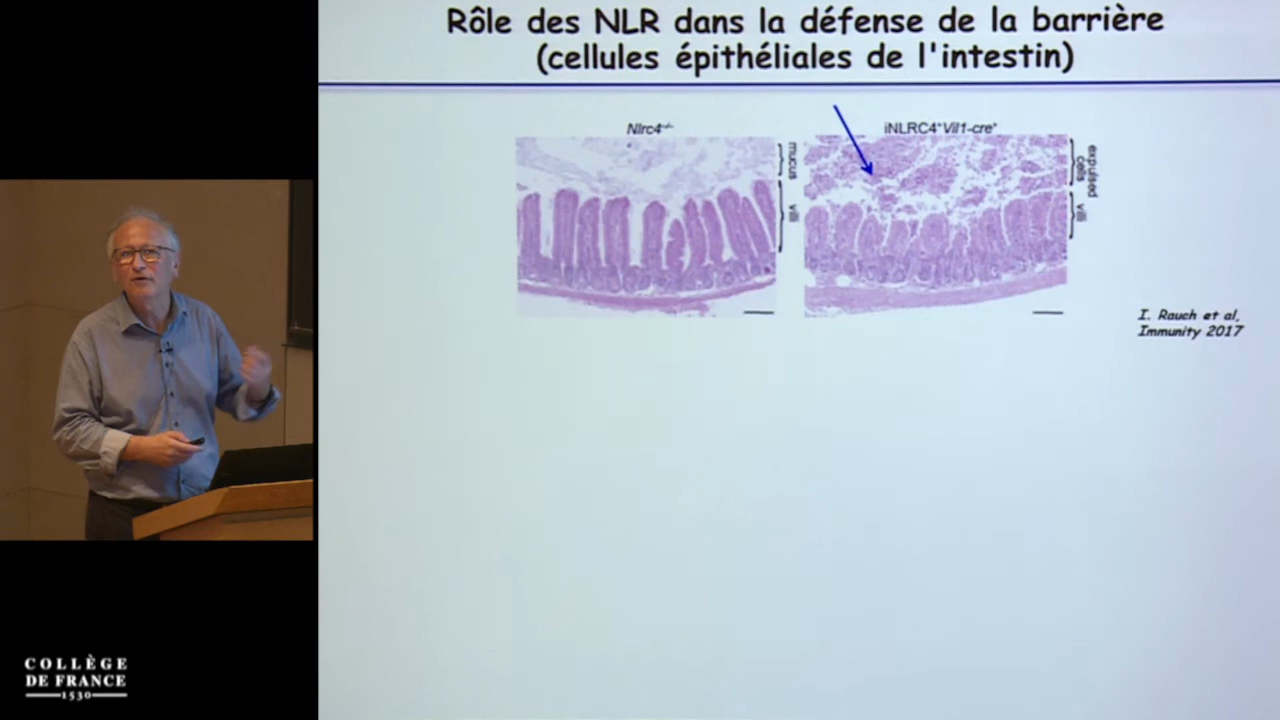 Rôle des NLR dans la défense de la barrière
(cellules épithéliales de l'intestin)
Nlrc4-/-
iNLRC4+Vil1-cre+
mucus
villi
expulsed
cells
villi
I. Rauch et al,
Immunity 2017
COLLÈGE
DE FRANCE
1530